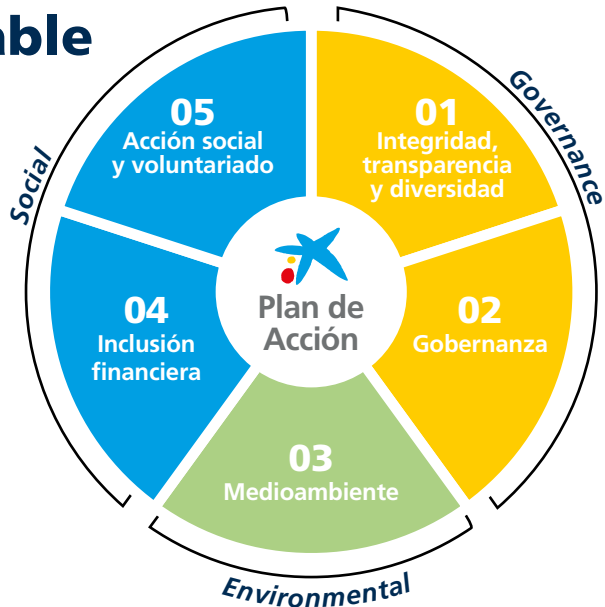 able
Governance
01
Integridad,
transparencia
y diversidad
02
Gobernanza
Environmental
03
Medioambiente
Social
04
Inclusión
financiera
05
Acción social
y voluntariado
Plan de
Acción